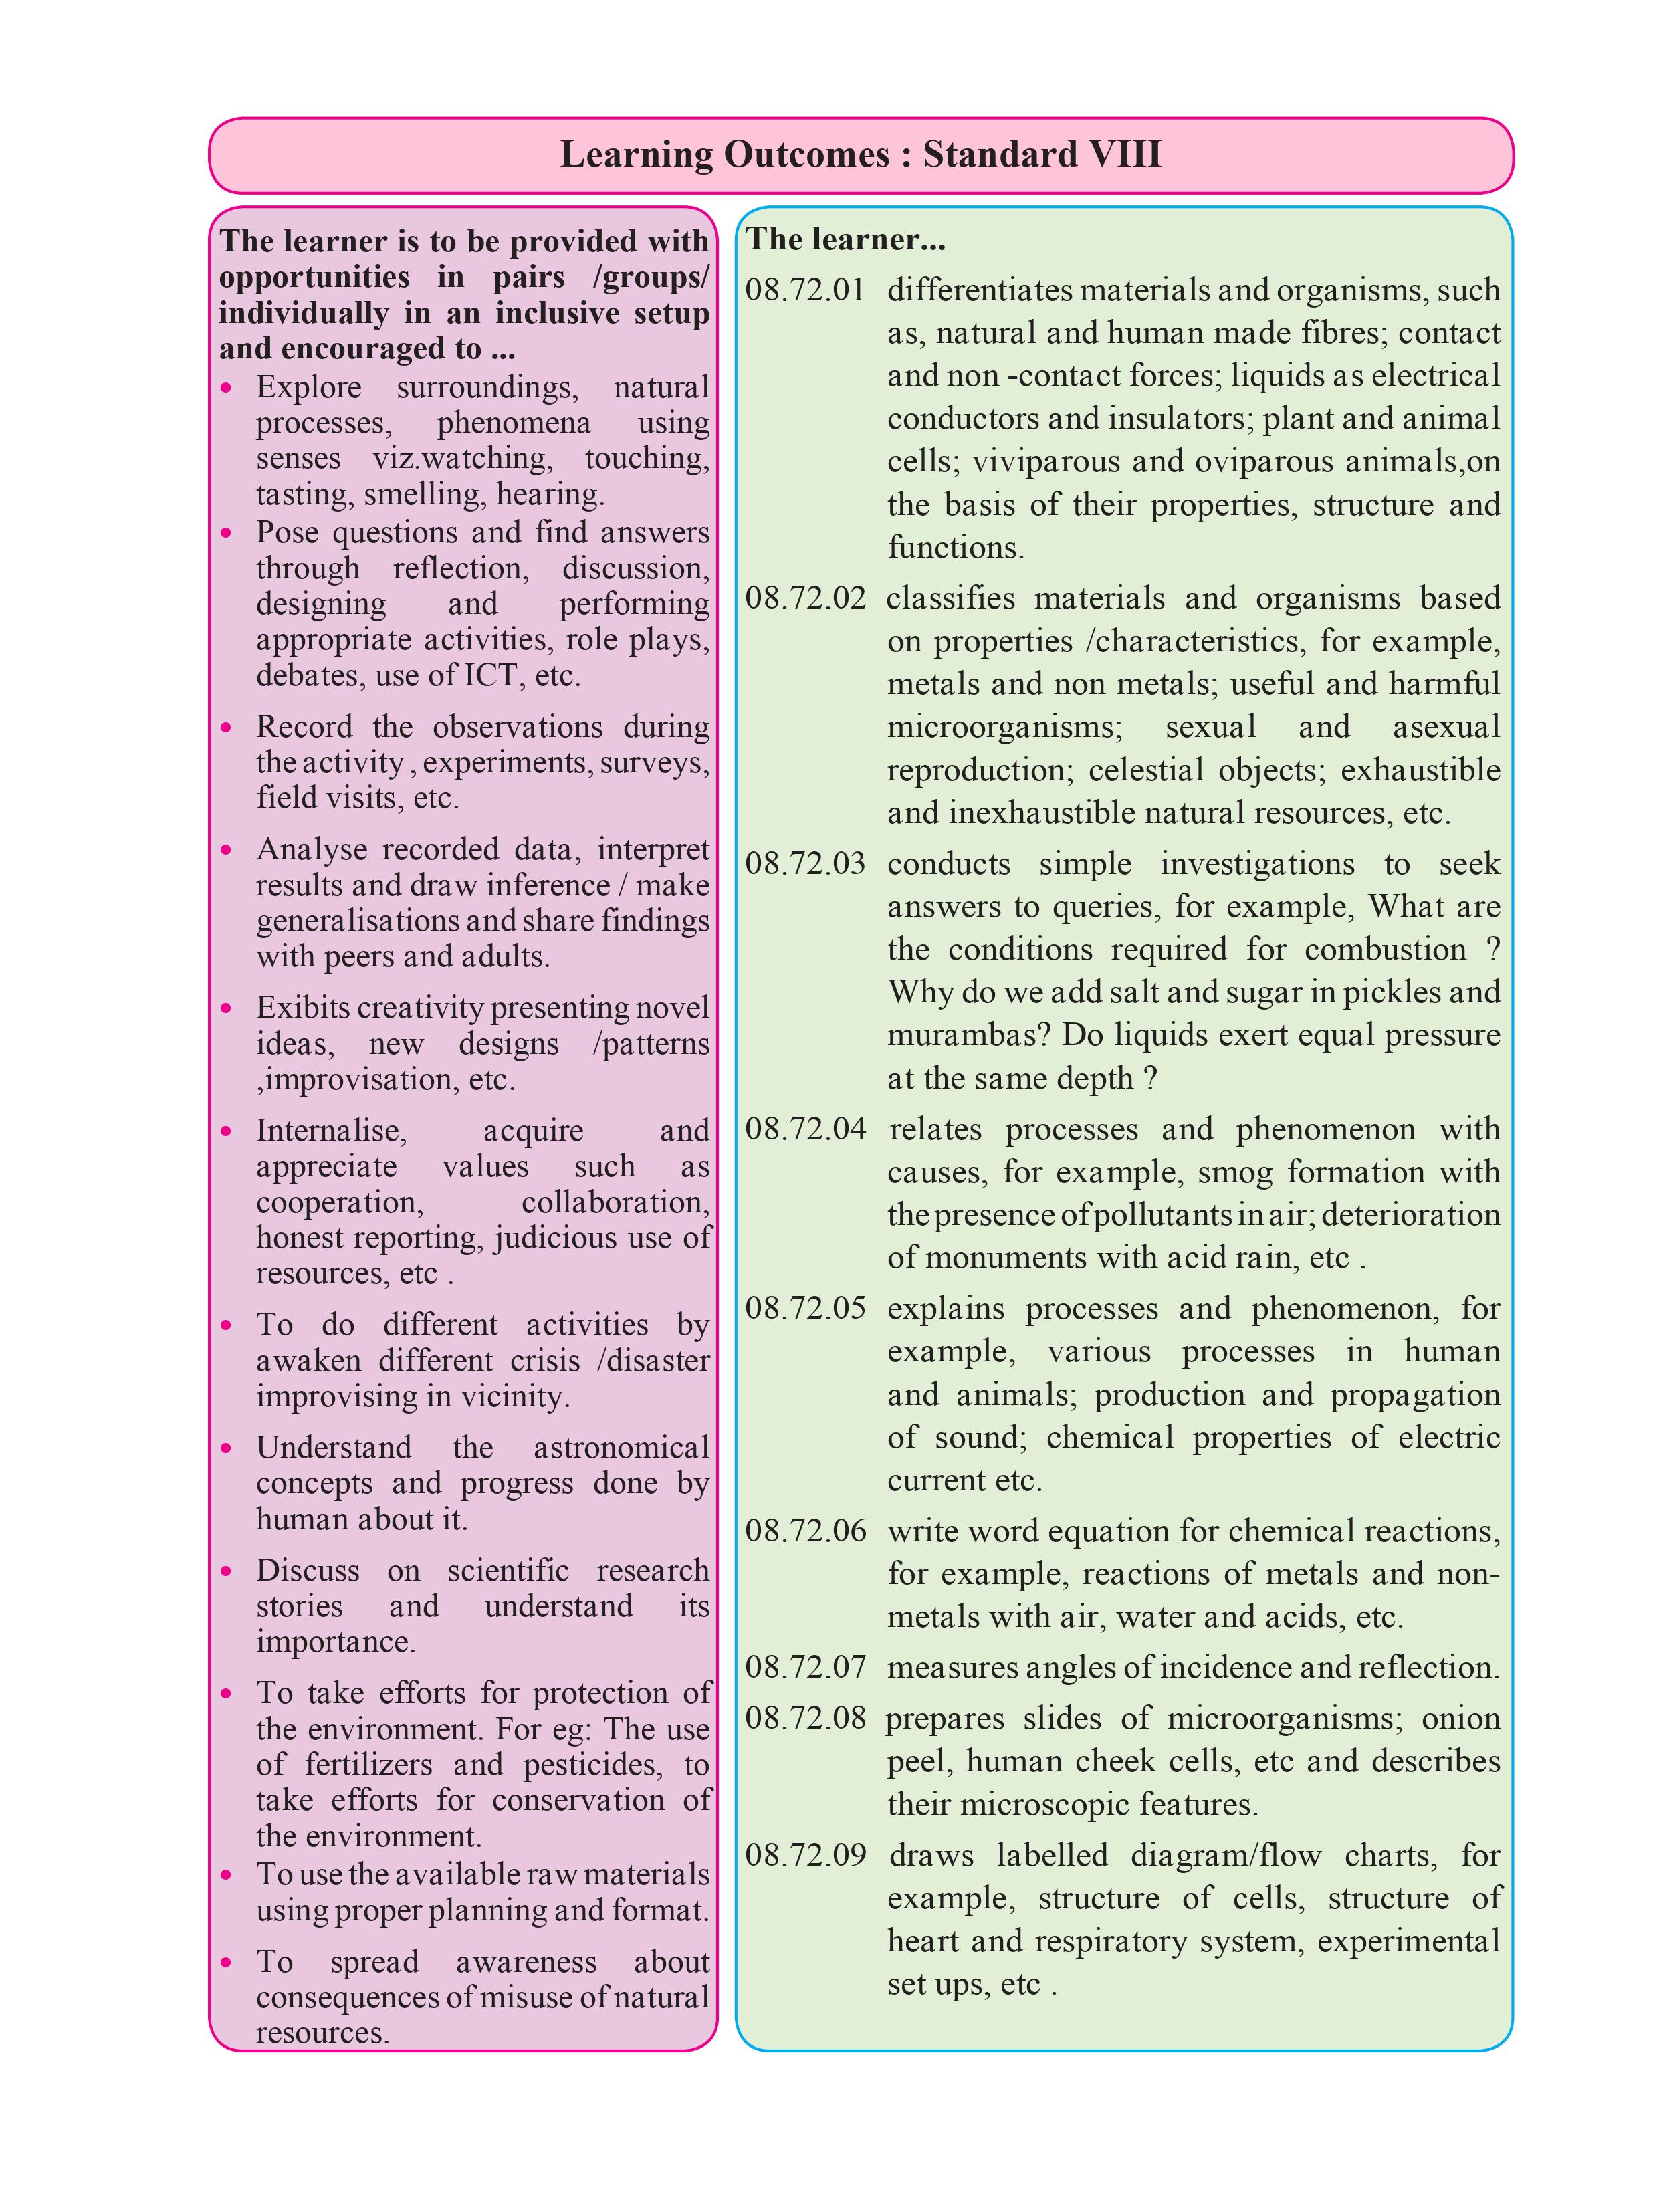 Learning Outcomes : Standard VIII
The learner is to be provided with
opportunities in pairs /groups/
individually in an inclusive setup
and encouraged to ...
• Explore surroundings, natural
processes, phenomena using
senses viz.watching, touching,
tasting, smelling, hearing.
• Pose questions and find answers
through reflection, discussion,
designing and performing
appropriate activities, role plays,
debates, use of ICT, etc.
• Record the observations during
the activity , experiments, surveys,
field visits, etc.
• Analyse recorded data, interpret
results and draw inference / make
generalisations and share findings
with peers and adults.
• Exibits creativity presenting novel
ideas, new designs /patterns
,improvisation, etc.
• Internalise, acquire and
appreciate values such as
cooperation, collaboration,
honest reporting, judicious use of
resources, etc .
• To do different activities by
awaken different crisis /disaster
improvising in vicinity.
• Understand the astronomical
concepts and progress done by
human about it.
• Discuss on scientific research
stories and understand its
importance.
• To take efforts for protection of
the environment. For eg: The use
of fertilizers and pesticides, to
take efforts for conservation of
the environment.
• To use the available raw materials
using proper planning and format.
• To spread awareness about
consequences of misuse of natural
resources.
The learner...
08.72.01 differentiates materials and organisms, such
as, natural and human made fibres; contact
and non -contact forces; liquids as electrical
conductors and insulators; plant and animal
cells; viviparous and oviparous animals,on
the basis of their properties, structure and
functions.
08.72.02 classifies materials and organisms based
on properties /characteristics, for example,
metals and non metals; useful and harmful
microorganisms; sexual and asexual
reproduction; celestial objects; exhaustible
and inexhaustible natural resources, etc.
08.72.03 conducts simple investigations to seek
answers to queries, for example, What are
the conditions required for combustion ?
Why do we add salt and sugar in pickles and
murambas? Do liquids exert equal pressure
at the same depth ?
08.72.04 relates processes and phenomenon with
causes, for example, smog formation with
the presence of pollutants in air; deterioration
of monuments with acid rain, etc .
08.72.05 explains processes and phenomenon, for
example, various processes in human
and animals; production and propagation
of sound; chemical properties of electric
current etc.
08.72.06 write word equation for chemical reactions,
for example, reactions of metals and non-
metals with air, water and acids, etc.
08.72.07 measures angles of incidence and reflection.
08.72.08 prepares slides of microorganisms; onion
peel, human cheek cells, etc and describes
their microscopic features.
08.72.09 draws labelled diagram/flow charts, for
example, structure of cells, structure of
heart and respiratory system, experimental
set ups, etc .